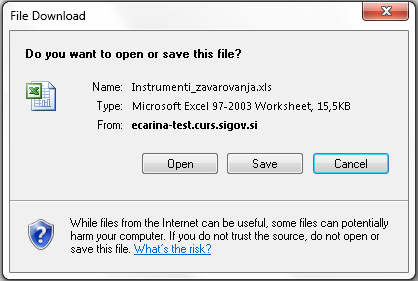 File Download
Do you want to open or save this file?
Name: Instrumenti_zavarovanja.xls
Type: Microsoft Excel 97-2003 Worksheet, 15,5KB
From: ecarina-test.curs.sigov.si
Open Save Cancel
While files from the Internet can be useful, some files can potentially
harm your computer. If you do not trust the source, do not open or
save this file. What's the risk?